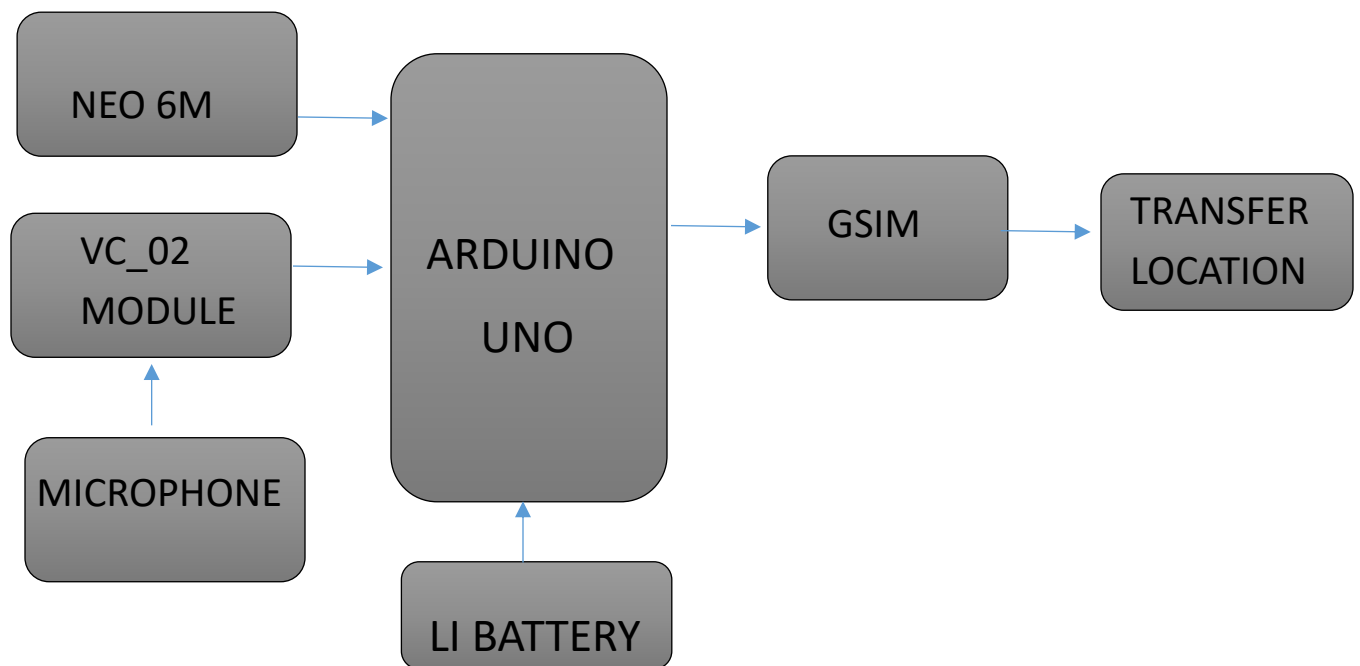 NEO 6M
VC_02
MODULE
MICROPHONE
ARDUINO
UNO
LI BATTERY
GSIM
TRANSFER
LOCATION